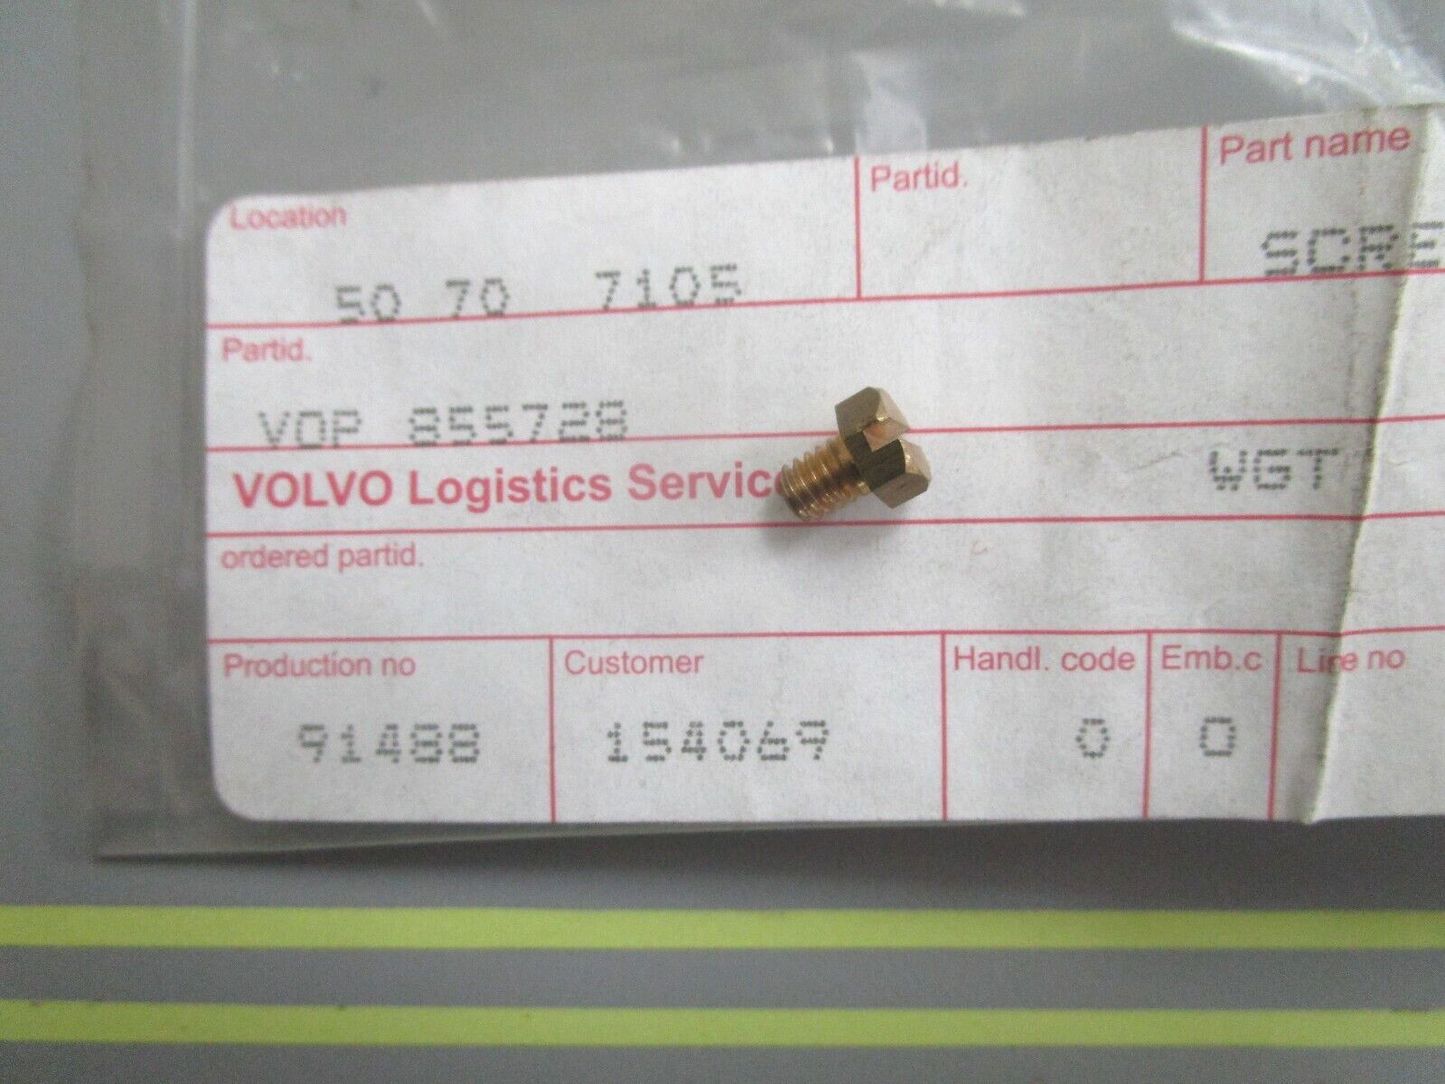 Location
Partid.
Part name
50 70 7105
SCRE
Partid.
VOP 855728
VOLVO Logistics Servic
WGT
ordered partid.
Production no
Customer
Handl. code
Emb.c
Line no
91488
154069
0
0